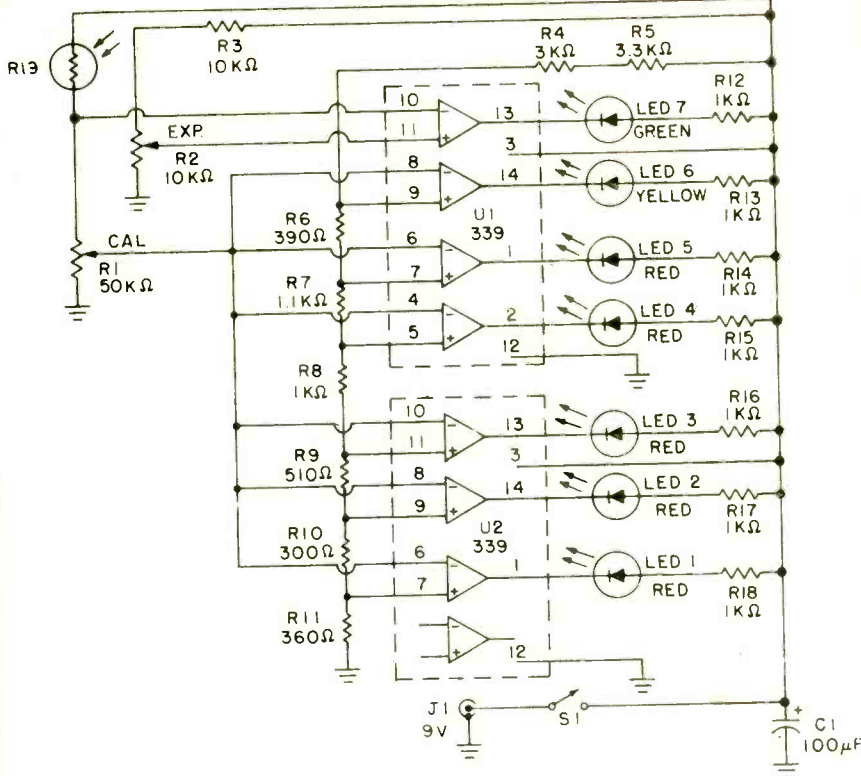 R19
R3
10KΩ
R4
3KΩ
R5
3.3KΩ
EXP.
R2
10KΩ
CAL
R1
50KΩ
10
11
8
9
6
7
4
5
13
3
14
1
2
12
U1
339
LED 7
GREEN
R12
1KΩ
LED 6
YELLOW
R13
1KΩ
LED 5
RED
R14
1KΩ
LED 4
RED
R15
1KΩ
R6
390Ω
R7
1.1KΩ
R8
1KΩ
R9
510Ω
R10
300Ω
R11
360Ω
10
11
8
9
6
7
13
3
14
1
12
U2
339
LED 3
RED
R16
1KΩ
LED 2
RED
R17
1KΩ
LED 1
RED
R18
1KΩ
J1
9V
S1
+
C1
100µF